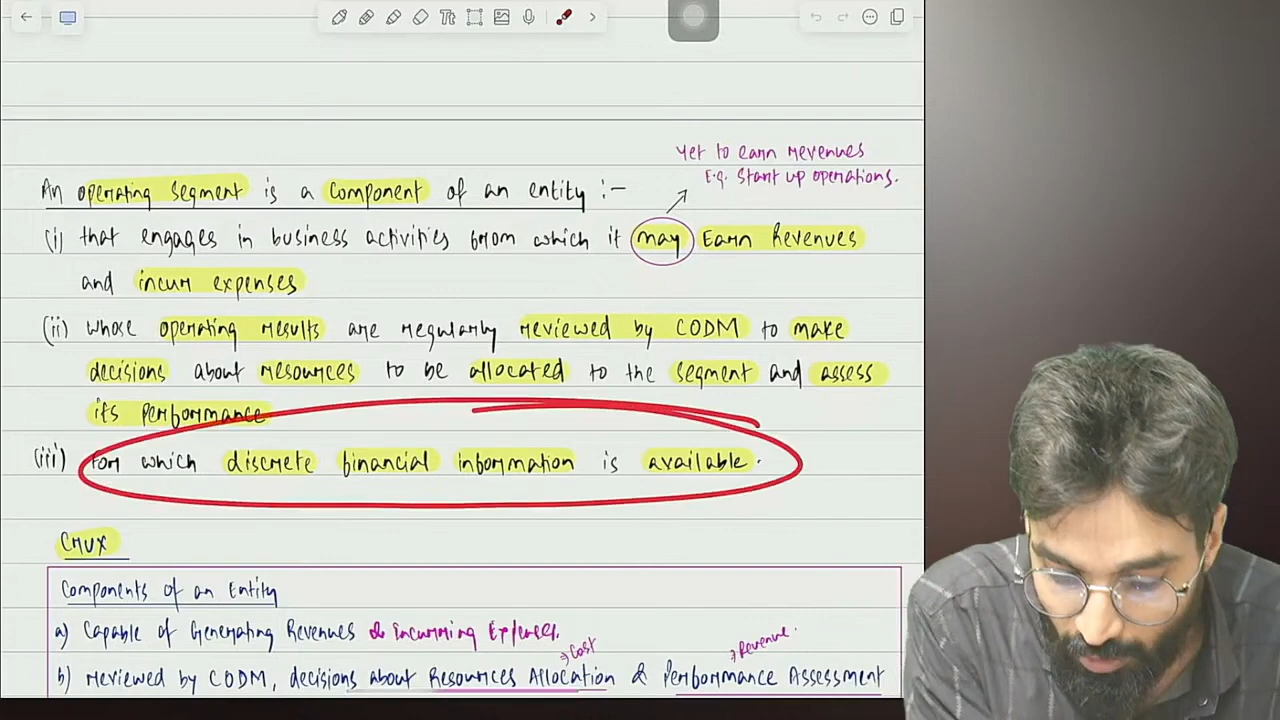 Yet to earn revenues
E.g. Start up operations.
An operating segment is a component of an entity :-
(i) that engages in business activities from which it may Earn Revenues
and incur expenses
(ii) whose operating results are regularly reviewed by CODM to make
decisions about resources to be allocated to the segment and assess
its performance
(iii) for which discrete financial information is available.
Crux
Components of an Entity
a) Capable of Generating Revenues & Incurring Expenses.
→Cost →Revenue.
b) reviewed by CODM, decisions about Resources Allocation & Performance Assessment